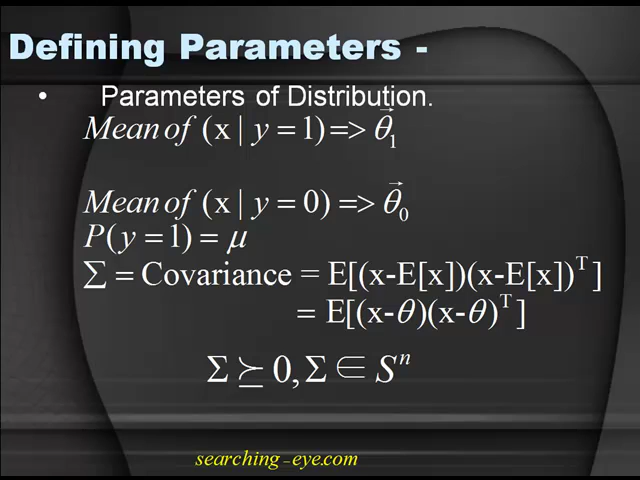 Defining Parameters -
• Parameters of Distribution.
Mean of (x | y = 1) => θ⃗₁
Mean of (x | y = 0) => θ⃗₀
P(y = 1) = μ
Σ = Covariance = E[(x-E[x])(x-E[x])ᵀ]
= E[(x-θ)(x-θ)ᵀ]
Σ ⪰ 0, Σ ∈ Sⁿ
searching-eye.com